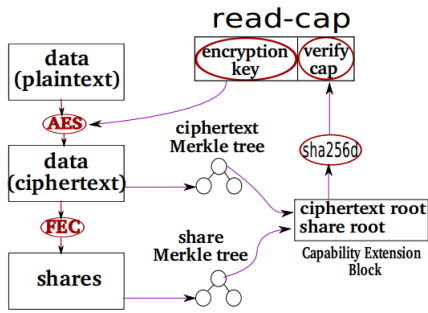 read-cap
encryption
key
verify
cap
data
(plaintext)
AES
ciphertext
Merkle tree
sha256d
data
(ciphertext)
ciphertext root
share root
FEC
share
Merkle tree
Capability Extension
Block
shares